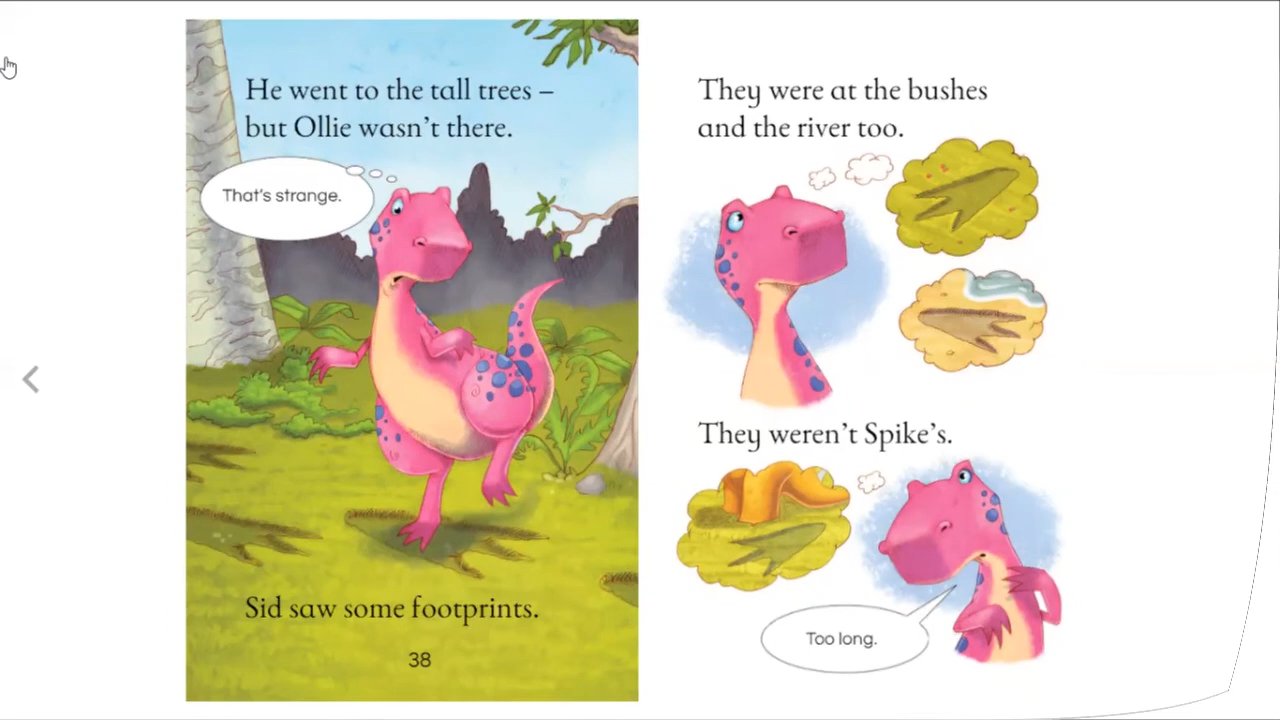 He went to the tall trees –
but Ollie wasn't there.
That's strange.
Sid saw some footprints.
38
They were at the bushes
and the river too.
They weren't Spike's.
Too long.